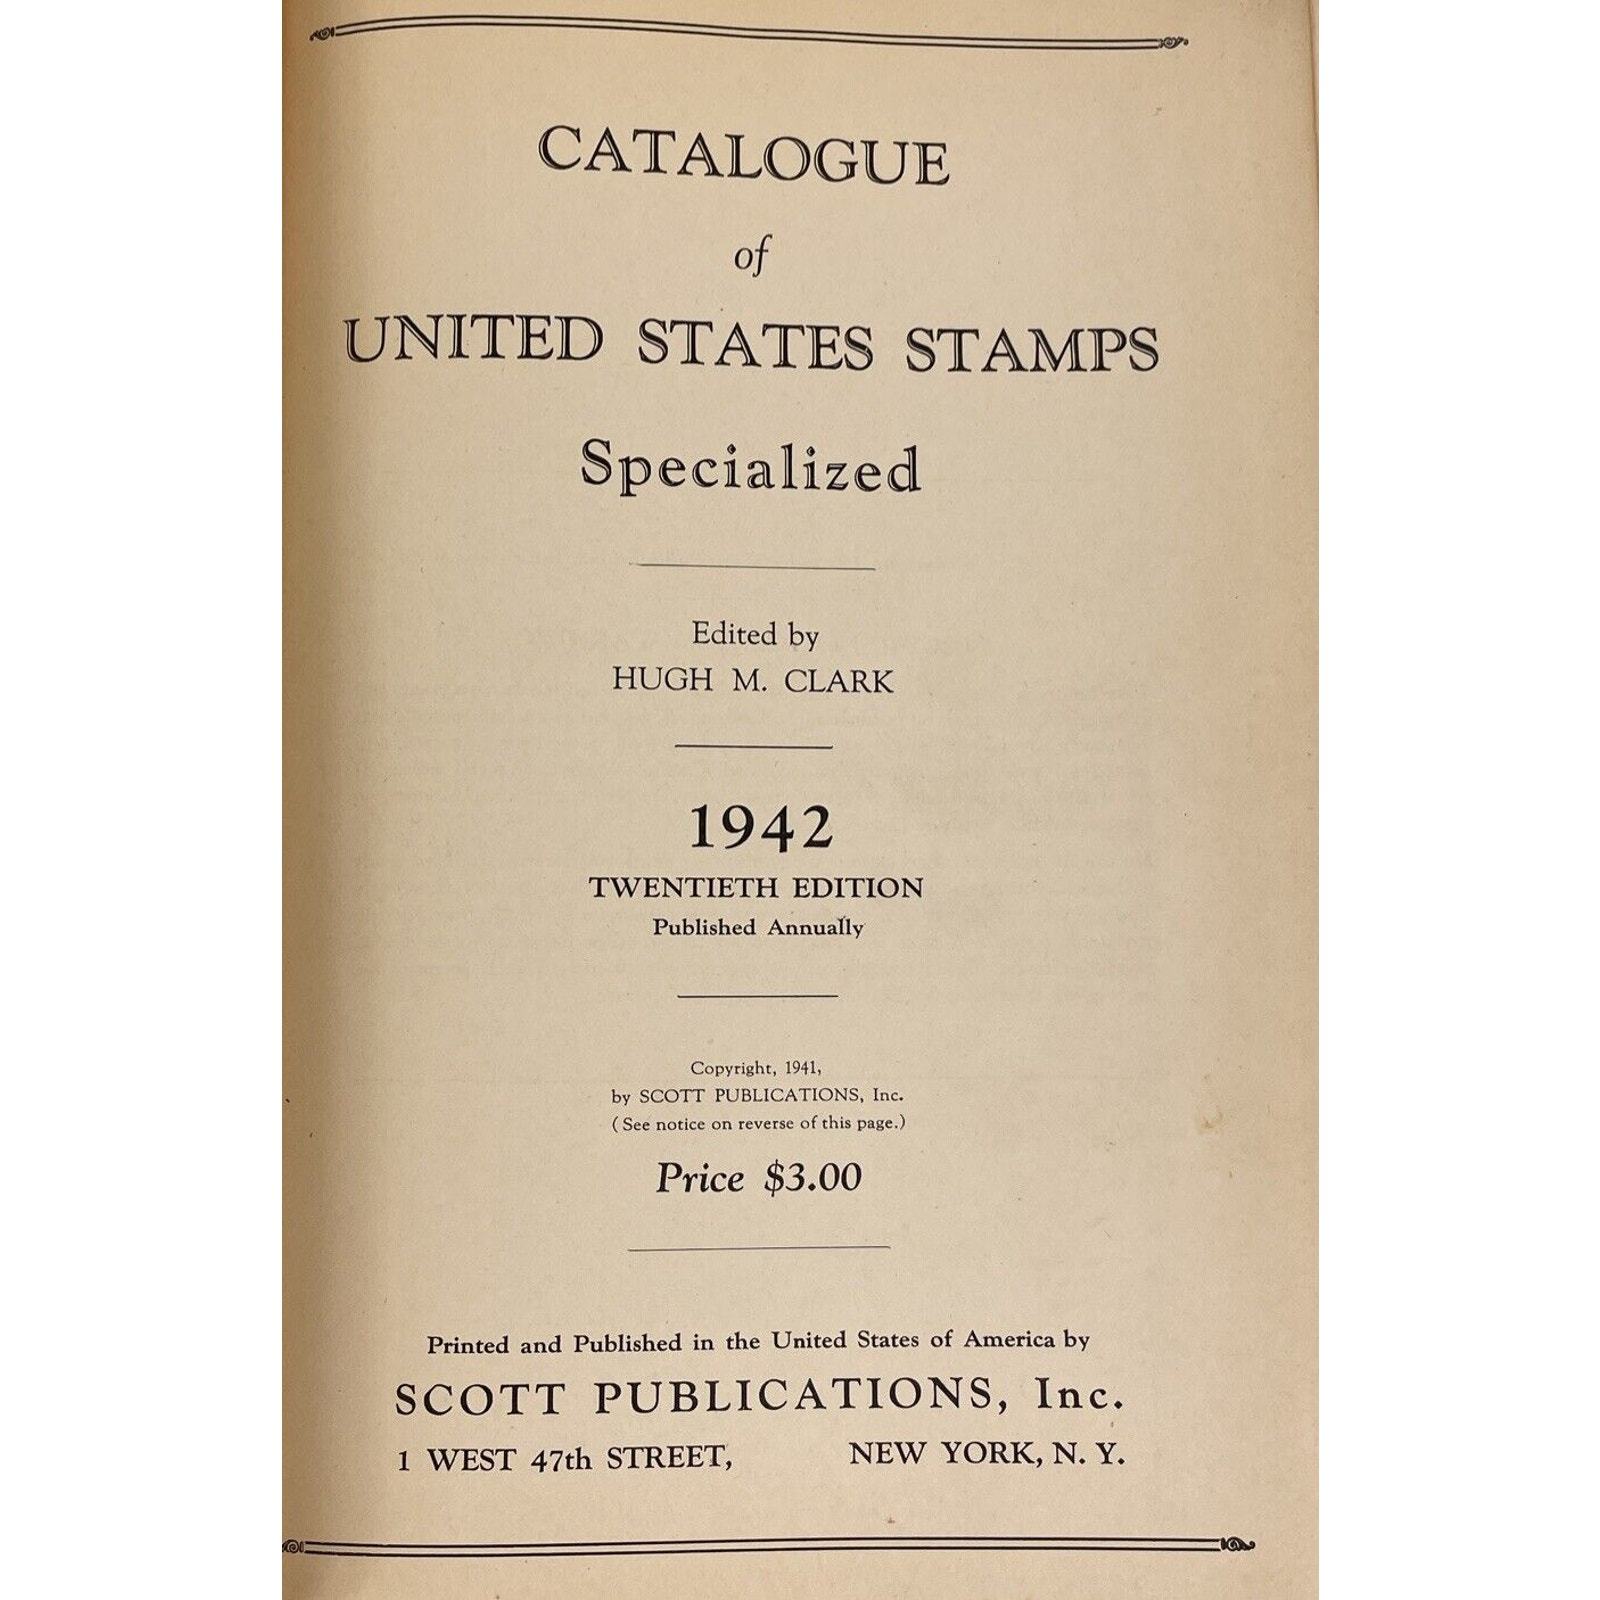 CATALOGUE
of
UNITED STATES STAMPS
Specialized
Edited by
HUGH M. CLARK
1942
TWENTIETH EDITION
Published Annually
Copyright, 1941,
by SCOTT PUBLICATIONS, Inc.
(See notice on reverse of this page.)
Price $3.00
Printed and Published in the United States of America by
SCOTT PUBLICATIONS, Inc.
1 WEST 47th STREET, NEW YORK, N. Y.